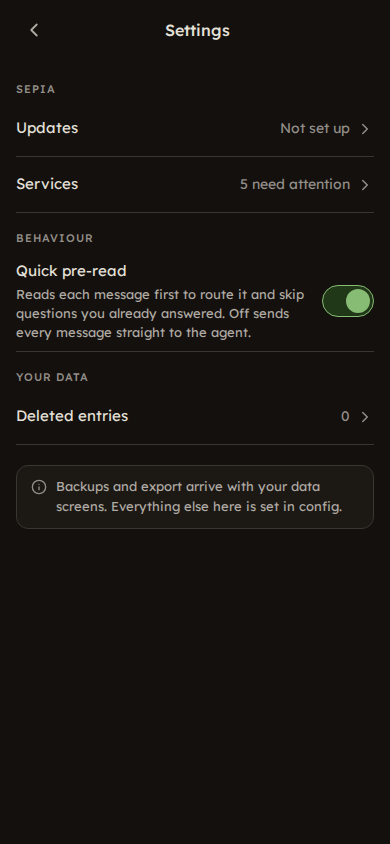 Settings
SEPIA
Updates
Not set up
Services
5 need attention
BEHAVIOUR
Quick pre-read
Reads each message first to route it and skip
questions you already answered. Off sends
every message straight to the agent.
YOUR DATA
Deleted entries
0
Backups and export arrive with your data
screens. Everything else here is set in config.